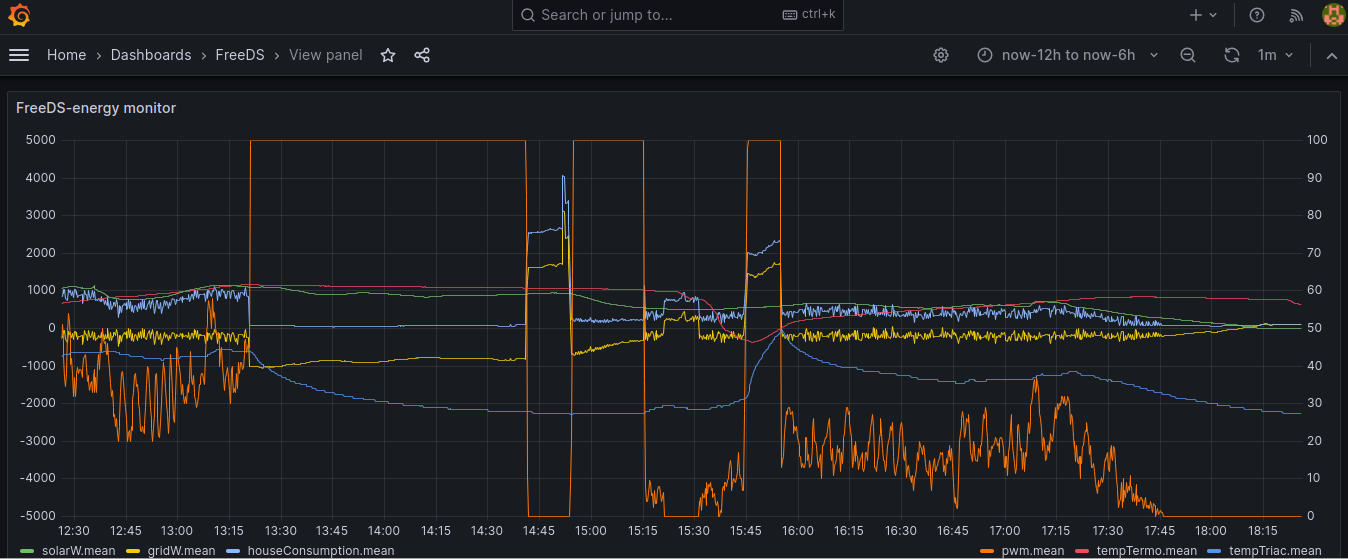 Search or jump to... ctrl+k
Home › Dashboards › FreeDS › View panel now-12h to now-6h 1m
FreeDS-energy monitor
5000 100
4000 90
3000 80
2000 70
1000 60
0 50
-1000 40
-2000 30
-3000 20
-4000 10
-5000 0
12:30 12:45 13:00 13:15 13:30 13:45 14:00 14:15 14:30 14:45 15:00 15:15 15:30 15:45 16:00 16:15 16:30 16:45 17:00 17:15 17:30 17:45 18:00 18:15
solarW.mean gridW.mean houseConsumption.mean pwm.mean tempTermo.mean tempTriac.mean